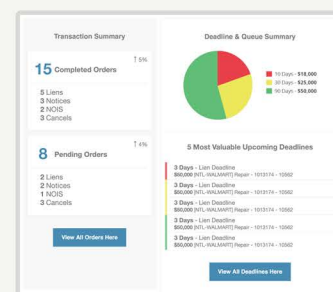 Transaction Summary
↑ 5%
15 Completed Orders
5 Liens
3 Notices
2 NOIS
3 Cancels
↑ 4%
8 Pending Orders
2 Liens
2 Notices
1 NOIS
3 Cancels
View All Orders Here
Deadline & Queue Summary
10 Days - $18,000
30 Days - $25,000
90 Days - $50,000
5 Most Valuable Upcoming Deadlines
3 Days - Lien Deadline
$50,000 [NTL-WALMART] Repair - 1013174 - 10562
3 Days - Lien Deadline
$50,000 [NTL-WALMART] Repair - 1013174 - 10562
3 Days - Lien Deadline
$50,000 [NTL-WALMART] Repair - 1013174 - 10562
3 Days - Lien Deadline
$50,000 [NTL-WALMART] Repair - 1013174 - 10562
3 Days - Lien Deadline
$50,000 [NTL-WALMART] Repair - 1013174 - 10562
View All Deadlines Here